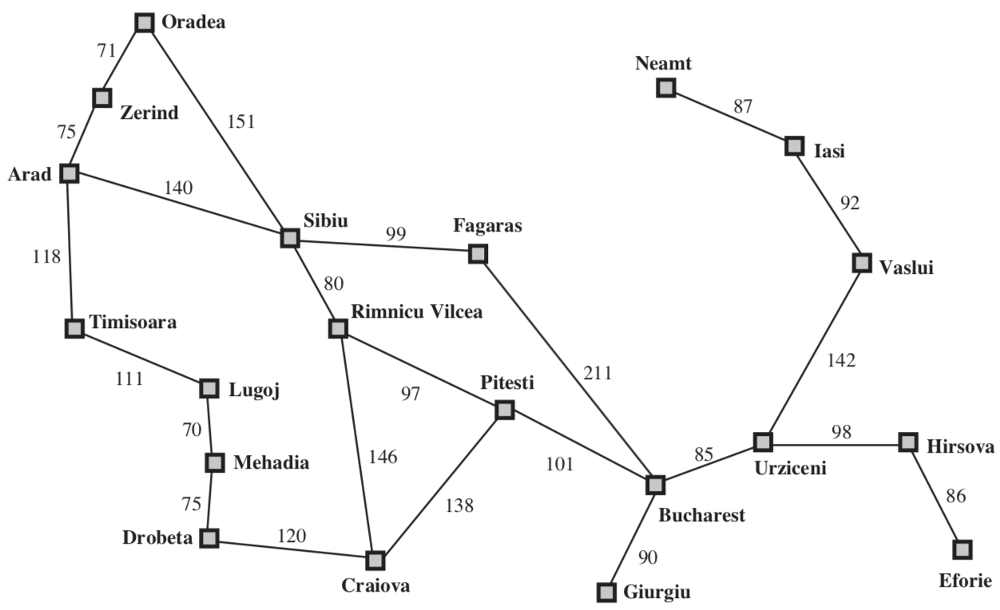 Oradea
71
Neamt
87
Zerind
151
75
Iasi
Arad
140
92
Sibiu
99
Fagaras
118
80
Vaslui
Rimnicu Vilcea
Timisoara
142
111
Lugoj
97
Pitesti
211
70
98
Hirsova
Mehadia
146
101
85
Urziceni
86
75
138
Bucharest
Drobeta
120
90
Craiova
Giurgiu
Eforie